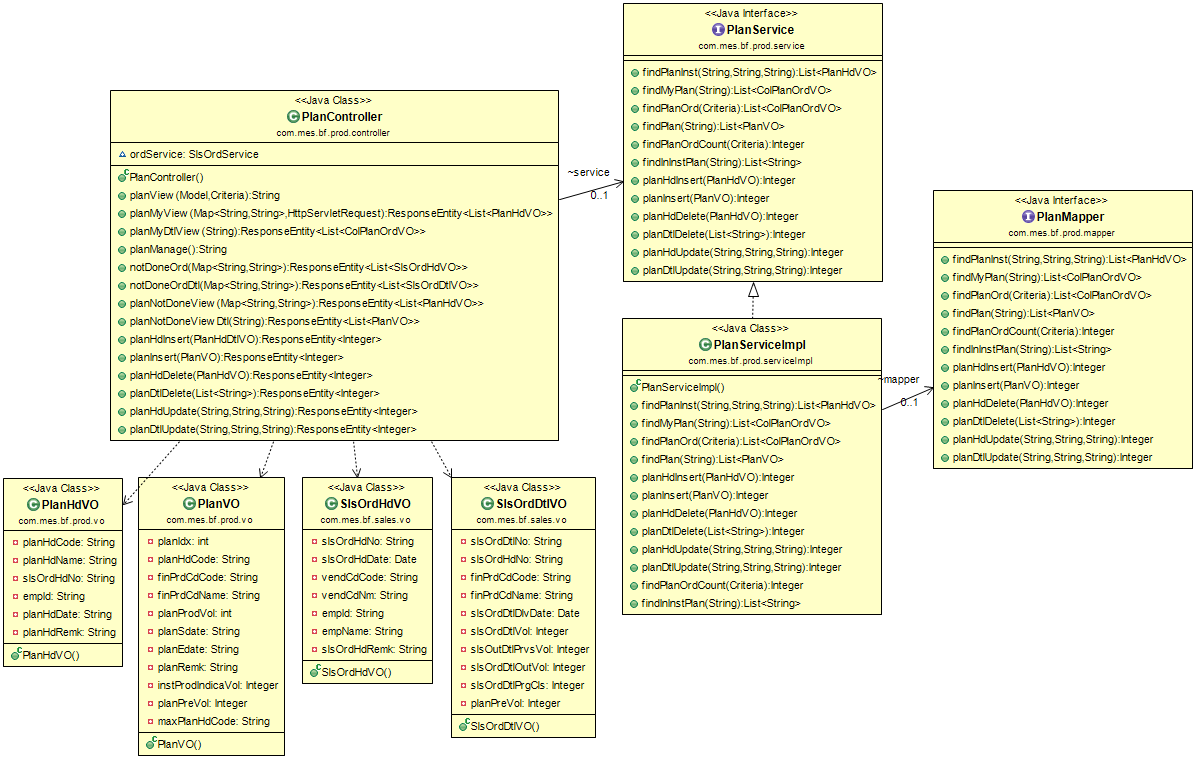 <<Java Class>>
PlanController
com.mes.bf.prod.controller
ordService: SlsOrdService
PlanController()
planView (Model,Criteria):String
planMyView (Map<String,String>,HttpServletRequest):ResponseEntity<List<PlanHdVO>>
planMyDtlView (String):ResponseEntity<List<ColPlanOrdVO>>
planManage():String
notDoneOrd(Map<String,String>):ResponseEntity<List<SlsOrdHdVO>>
notDoneOrdDtl(Map<String,String>):ResponseEntity<List<SlsOrdDtlVO>>
planNotDoneView (Map<String,String>):ResponseEntity<List<PlanHdVO>>
planNotDoneView Dtl(String):ResponseEntity<List<PlanVO>>
planHdInsert(PlanHdDtlVO):ResponseEntity<Integer>
planInsert(PlanVO):ResponseEntity<Integer>
planHdDelete(PlanHdVO):ResponseEntity<Integer>
planDtlDelete(List<String>):ResponseEntity<Integer>
planHdUpdate(String,String,String):ResponseEntity<Integer>
planDtlUpdate(String,String,String):ResponseEntity<Integer>
~service
0..1
<<Java Interface>>
PlanService
com.mes.bf.prod.service
findPlanInst(String,String,String):List<PlanHdVO>
findMyPlan(String):List<ColPlanOrdVO>
findPlanOrd(Criteria):List<ColPlanOrdVO>
findPlan(String):List<PlanVO>
findPlanOrdCount(Criteria):Integer
findInInstPlan(String):List<String>
planHdInsert(PlanHdVO):Integer
planInsert(PlanVO):Integer
planHdDelete(PlanHdVO):Integer
planDtlDelete(List<String>):Integer
planHdUpdate(String,String,String):Integer
planDtlUpdate(String,String,String):Integer
<<Java Class>>
PlanServiceImpl
com.mes.bf.prod.serviceImpl
PlanServiceImpl()
findPlanInst(String,String,String):List<PlanHdVO>
findMyPlan(String):List<ColPlanOrdVO>
findPlanOrd(Criteria):List<ColPlanOrdVO>
findPlan(String):List<PlanVO>
planHdInsert(PlanHdVO):Integer
planInsert(PlanVO):Integer
planHdDelete(PlanHdVO):Integer
planDtlDelete(List<String>):Integer
planHdUpdate(String,String,String):Integer
planDtlUpdate(String,String,String):Integer
findPlanOrdCount(Criteria):Integer
findInInstPlan(String):List<String>
~mapper
0..1
<<Java Interface>>
PlanMapper
com.mes.bf.prod.mapper
findPlanInst(String,String,String):List<PlanHdVO>
findMyPlan(String):List<ColPlanOrdVO>
findPlanOrd(Criteria):List<ColPlanOrdVO>
findPlan(String):List<PlanVO>
findPlanOrdCount(Criteria):Integer
findInInstPlan(String):List<String>
planHdInsert(PlanHdVO):Integer
planInsert(PlanVO):Integer
planHdDelete(PlanHdVO):Integer
planDtlDelete(List<String>):Integer
planHdUpdate(String,String,String):Integer
planDtlUpdate(String,String,String):Integer
<<Java Class>>
PlanHdVO
com.mes.bf.prod.vo
planHdCode: String
planHdName: String
slsOrdHdNo: String
empId: String
planHdDate: String
planHdRemk: String
PlanHdVO()
<<Java Class>>
PlanVO
com.mes.bf.prod.vo
planIdx: int
planHdCode: String
finPrdCdCode: String
finPrdCdName: String
planProdVol: int
planSdate: String
planEdate: String
planRemk: String
instProdIndicaVol: Integer
planPreVol: Integer
maxPlanHdCode: String
PlanVO()
<<Java Class>>
SlsOrdHdVO
com.mes.bf.sales.vo
slsOrdHdNo: String
slsOrdHdDate: Date
vendCdCode: String
vendCdNm: String
empId: String
empName: String
slsOrdHdRemk: String
SlsOrdHdVO()
<<Java Class>>
SlsOrdDtlVO
com.mes.bf.sales.vo
slsOrdDtlNo: String
slsOrdHdNo: String
finPrdCdCode: String
finPrdCdName: String
slsOrdDtlDlvDate: Date
slsOrdDtlVol: Integer
slsOutDtlPrvsVol: Integer
slsOrdDtlOutVol: Integer
slsOrdDtlPrgCls: Integer
planPreVol: Integer
SlsOrdDtlVO()